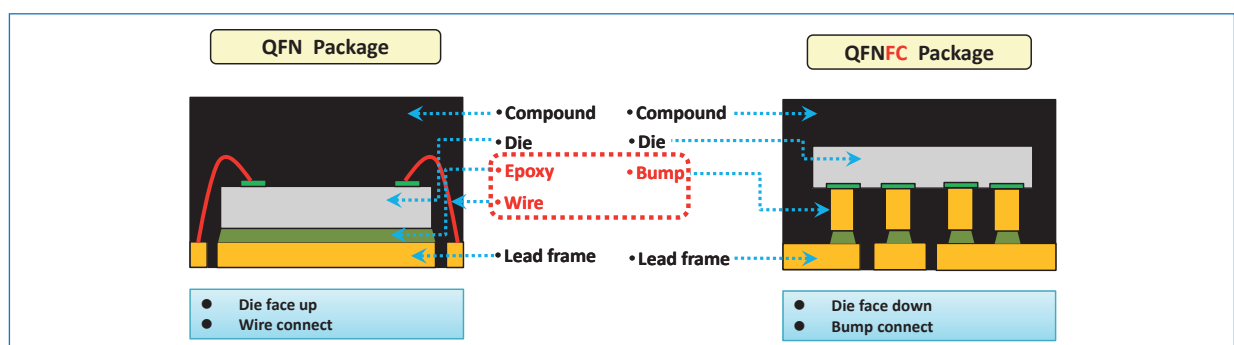 QFN Package
QFNFC Package
• Compound
• Compound
• Die
• Die
• Epoxy
• Bump
• Wire
• Lead frame
• Lead frame
● Die face up
● Wire connect
● Die face down
● Bump connect